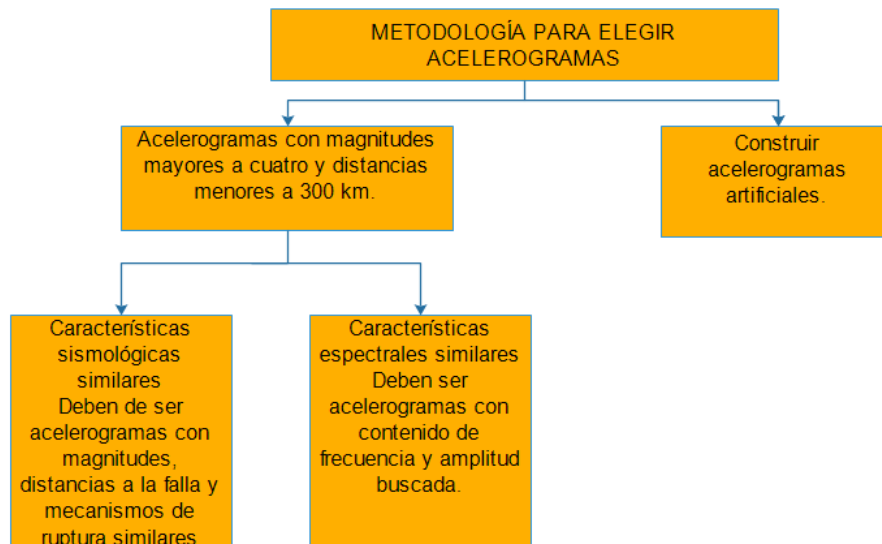 METODOLOGÍA PARA ELEGIR
ACELEROGRAMAS
Acelerogramas con magnitudes
mayores a cuatro y distancias
menores a 300 km.
Construir
acelerogramas
artificiales.
Características
sismológicas
similares
Deben de ser
acelerogramas con
magnitudes,
distancias a la falla y
mecanismos de
ruptura similares
Características
espectrales similares
Deben ser
acelerogramas con
contenido de
frecuencia y amplitud
buscada.